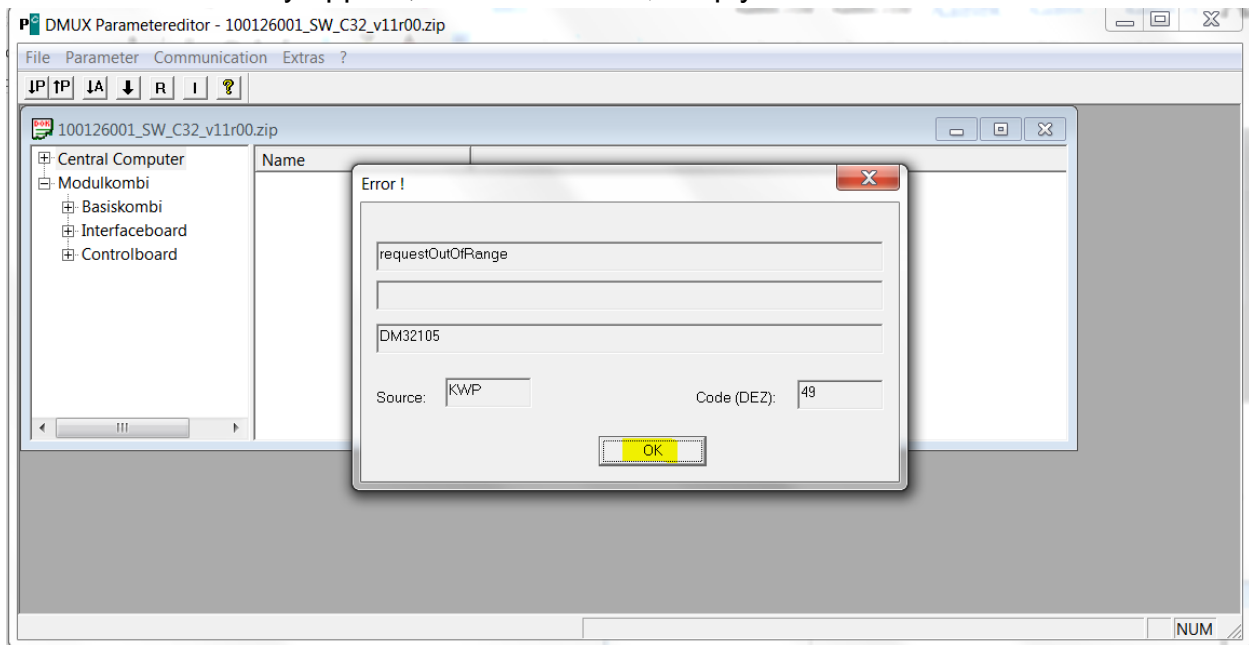 DMUX Parametereditor - 100126001_SW_C32_v11r00.zip
File Parameter Communication Extras ?
↓P ↑P ↓A ⬇ R I ?
100126001_SW_C32_v11r00.zip
Central Computer
Name
Modulkombi
Basiskombi
Interfaceboard
Controlboard
Error !
requestOutOfRange
DM32105
Source: KWP Code (DEZ): 49
OK
NUM